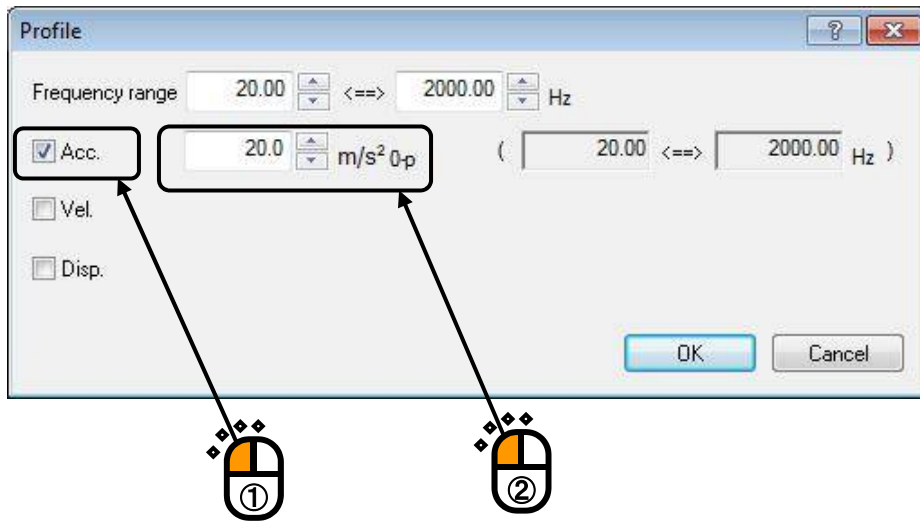 Profile
Frequency range 20.00 <==> 2000.00 Hz
Acc. 20.0 m/s² 0-p ( 20.00 <==> 2000.00 Hz )
Vel.
Disp.
OK Cancel
① ②